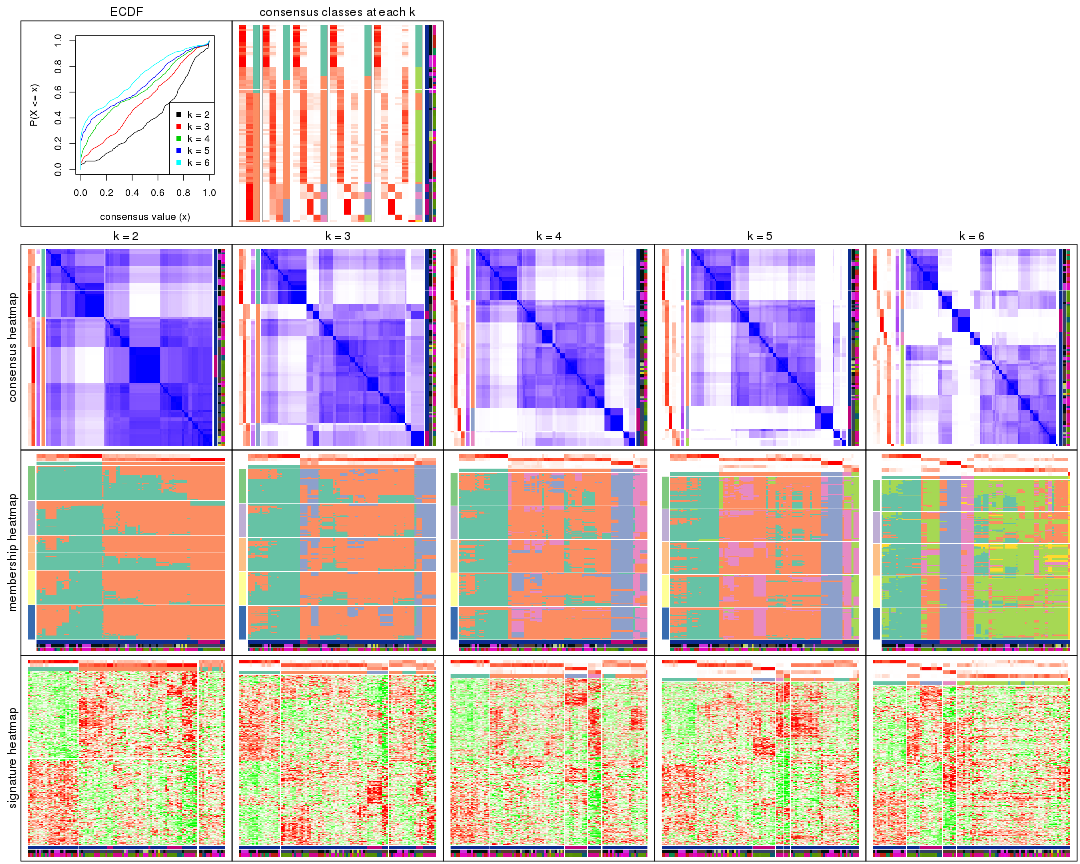 ECDF
consensus classes at each k
P(X <= x)
0.0 0.2 0.4 0.6 0.8 1.0
k = 2
k = 3
k = 4
k = 5
k = 6
0.0 0.2 0.4 0.6 0.8 1.0
consensus value (x)
k = 2 k = 3 k = 4 k = 5 k = 6
consensus heatmap
membership heatmap
signature heatmap